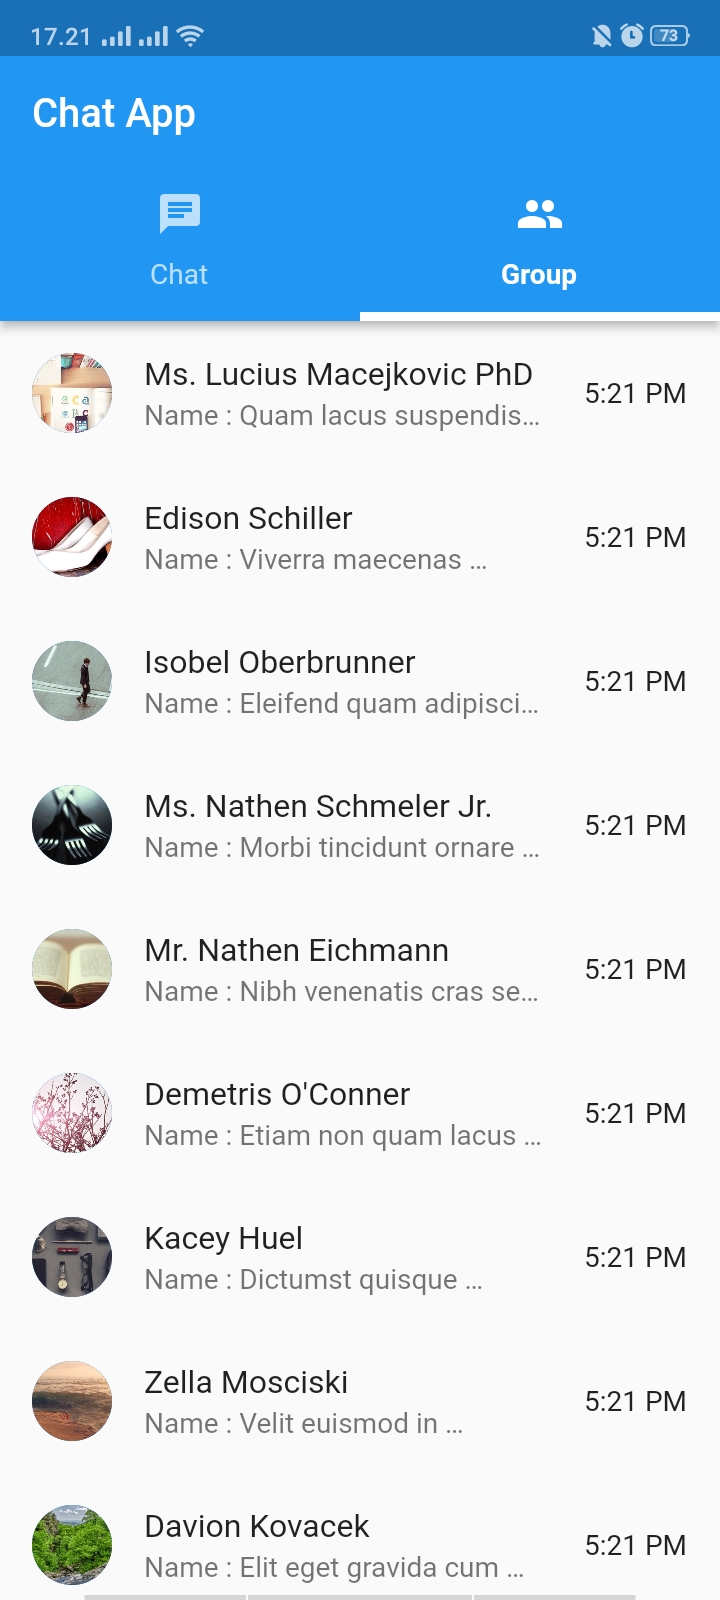 17.21
73
Chat App
Chat
Group
Ms. Lucius Macejkovic PhD
Name : Quam lacus suspendis...
5:21 PM
Edison Schiller
Name : Viverra maecenas ...
5:21 PM
Isobel Oberbrunner
Name : Eleifend quam adipisci...
5:21 PM
Ms. Nathen Schmeler Jr.
Name : Morbi tincidunt ornare ...
5:21 PM
Mr. Nathen Eichmann
Name : Nibh venenatis cras se...
5:21 PM
Demetris O'Conner
Name : Etiam non quam lacus ...
5:21 PM
Kacey Huel
Name : Dictumst quisque ...
5:21 PM
Zella Mosciski
Name : Velit euismod in ...
5:21 PM
Davion Kovacek
Name : Elit eget gravida cum ...
5:21 PM